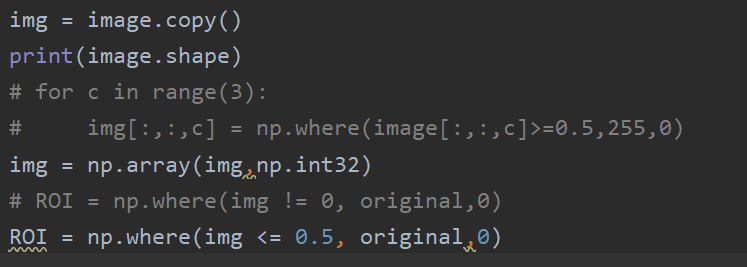 img = image.copy()
print(image.shape)
# for c in range(3):
#     img[:,:,c] = np.where(image[:,:,c]>=0.5,255,0)
img = np.array(img,np.int32)
# ROI = np.where(img != 0, original,0)
ROI = np.where(img <= 0.5, original,0)